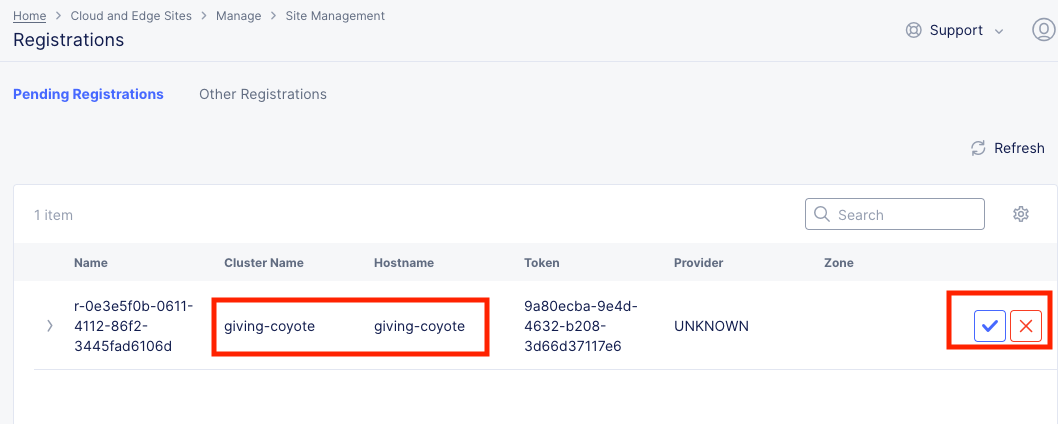 Home > Cloud and Edge Sites > Manage > Site Management
Registrations
Support
Pending Registrations Other Registrations
Refresh
1 item
Search
Name Cluster Name Hostname Token Provider Zone
r-0e3e5f0b-0611-
4112-86f2-
3445fad6106d
giving-coyote
giving-coyote
9a80ecba-9e4d-
4632-b208-
3d66d37117e6
UNKNOWN